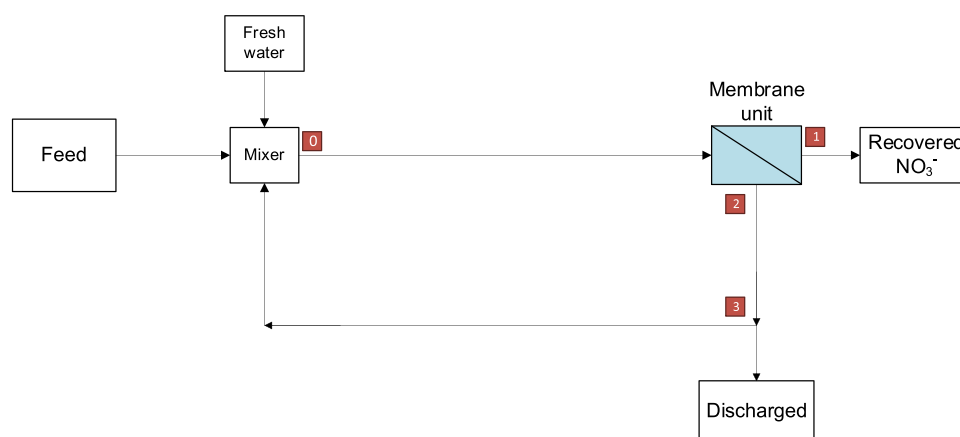 Fresh
water
Feed
Mixer
0
Membrane
unit
1
Recovered
NO₃⁻
2
3
Discharged